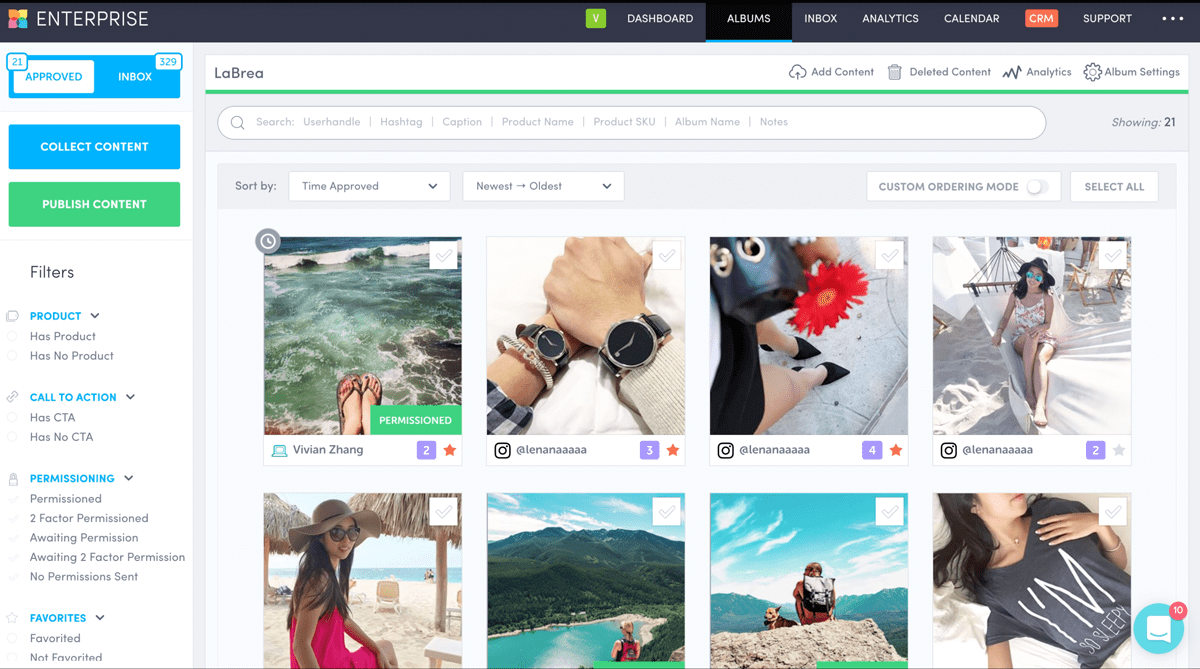 ENTERPRISE
V
DASHBOARD
ALBUMS
INBOX
ANALYTICS
CALENDAR
CRM
SUPPORT
21
APPROVED
INBOX
329
COLLECT CONTENT
PUBLISH CONTENT
Filters
PRODUCT
Has Product
Has No Product
CALL TO ACTION
Has CTA
Has No CTA
PERMISSIONING
Permissioned
2 Factor Permissioned
Awaiting Permission
Awaiting 2 Factor Permission
No Permissions Sent
FAVORITES
Favorited
Not Favorited
LaBrea
Add Content
Deleted Content
Analytics
Album Settings
Search: Userhandle | Hashtag | Caption | Product Name | Product SKU | Album Name | Notes
Showing: 21
Sort by:
Time Approved
Newest → Oldest
CUSTOM ORDERING MODE
SELECT ALL
PERMISSIONED
Vivian Zhang
2
@lenanaaaaa
3
@lenanaaaaa
4
@lenanaaaaa
2
I'M
SO SLEEPY
10